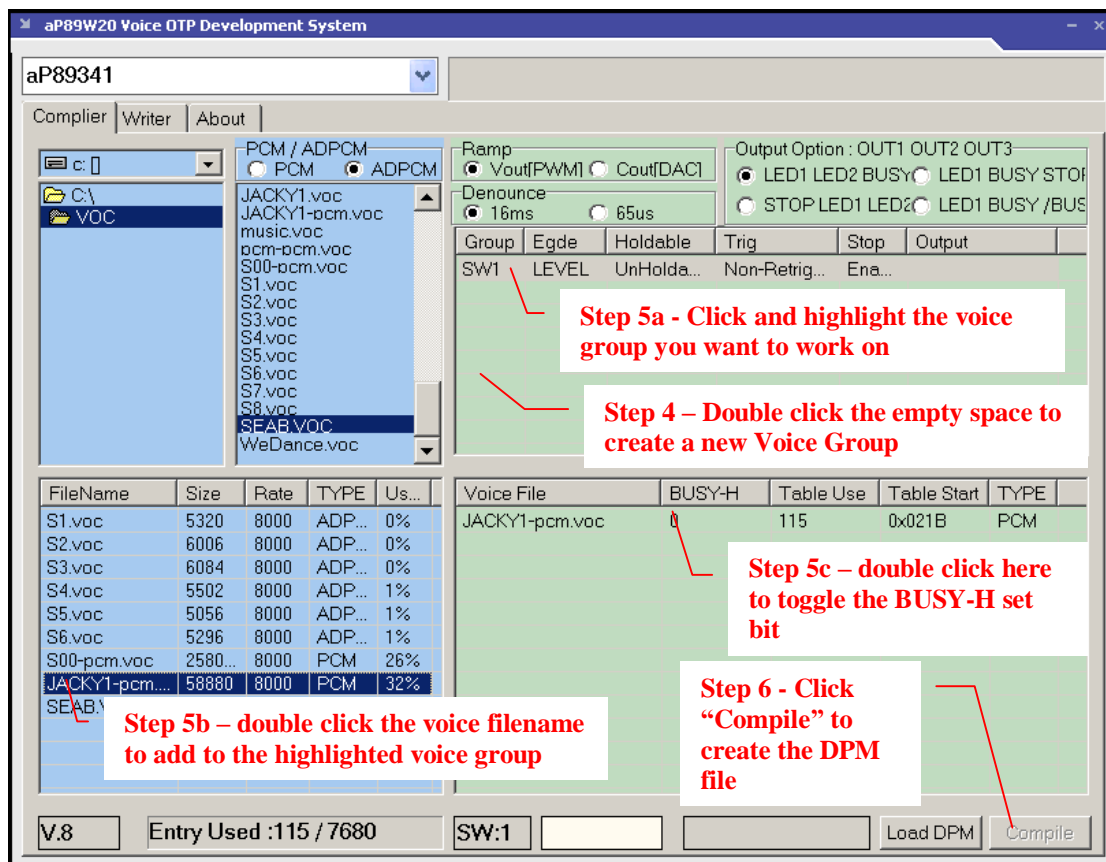 aP89W20 Voice OTP Development System
aP89341
Complier Writer About
c: []
C:\
VOC
PCM / ADPCM
PCM ADPCM
JACKY1.voc
JACKY1-pcm.voc
music.voc
pcm-pcm.voc
S00-pcm.voc
S1.voc
S2.voc
S3.voc
S4.voc
S5.voc
S6.voc
S7.voc
S8.voc
SEAB.VOC
WeDance.voc
Ramp
Vout[PWM] Cout[DAC]
Denounce
16ms 65us
Output Option : OUT1 OUT2 OUT3
LED1 LED2 BUSY LED1 BUSY STOP
STOP LED1 LED2 LED1 BUSY /BUS
Group Egde Holdable Trig Stop Output
SW1 LEVEL UnHolda... Non-Retrig... Ena...
Step 5a - Click and highlight the voice
group you want to work on
Step 4 – Double click the empty space to
create a new Voice Group
FileName Size Rate TYPE Us...
S1.voc 5320 8000 ADP... 0%
S2.voc 6006 8000 ADP... 0%
S3.voc 6084 8000 ADP... 0%
S4.voc 5502 8000 ADP... 1%
S5.voc 5056 8000 ADP... 1%
S6.voc 5296 8000 ADP... 1%
S00-pcm.voc 2580... 8000 PCM 26%
JACKY1-pcm.... 58880 8000 PCM 32%
SEAB.V
Step 5b – double click the voice filename
to add to the highlighted voice group
Voice File BUSY-H Table Use Table Start TYPE
JACKY1-pcm.voc 0 115 0x021B PCM
Step 5c – double click here
to toggle the BUSY-H set
bit
Step 6 - Click
“Compile” to
create the DPM
file
V.8 Entry Used :115 / 7680 SW:1 Load DPM Compile